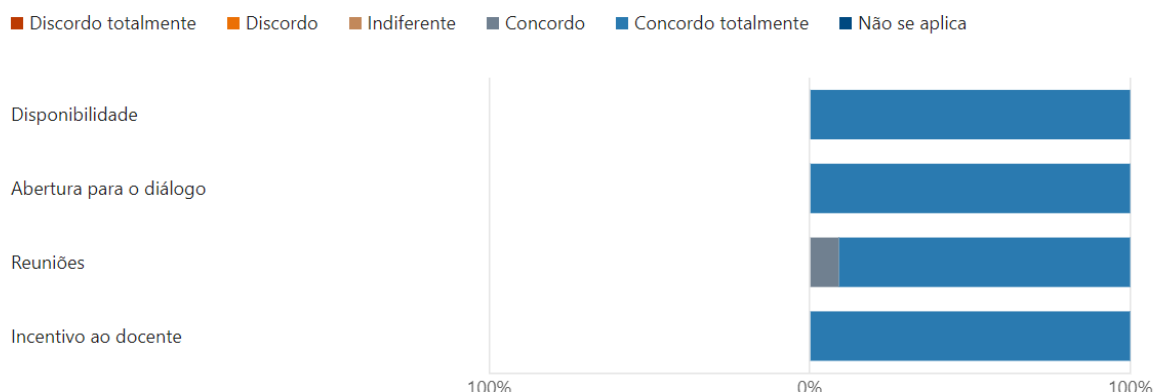 Discordo totalmente Discordo Indiferente Concordo Concordo totalmente Não se aplica
Disponibilidade
Abertura para o diálogo
Reuniões
Incentivo ao docente
100% 0% 100%